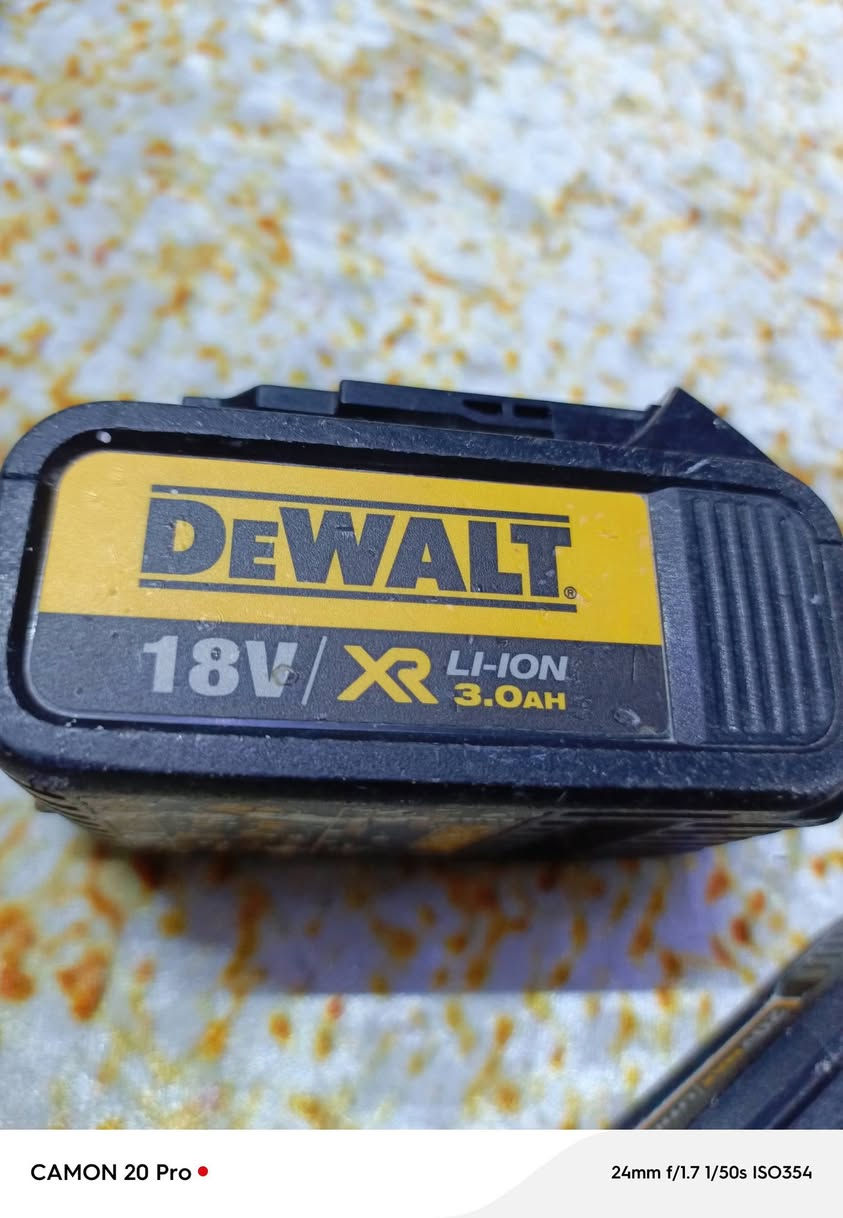 DEWALT®
18V/XR LI-ION
3.0AH
CAMON 20 Pro
24mm f/1.7 1/50s ISO354